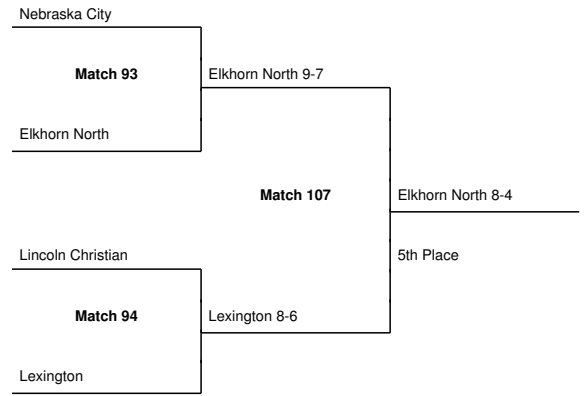 Nebraska City
Match 93
Elkhorn North 9-7
Elkhorn North
Match 107
Elkhorn North 8-4
Lincoln Christian
5th Place
Match 94
Lexington 8-6
Lexington